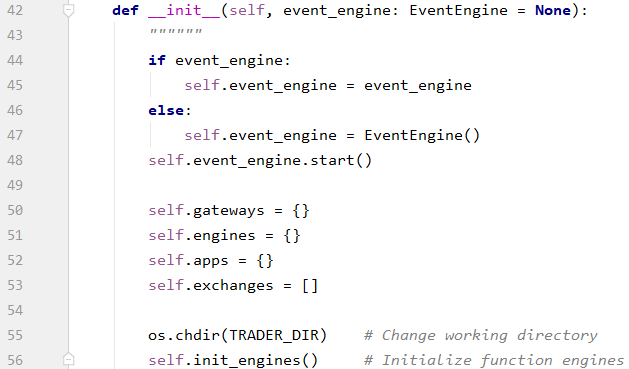 42 def __init__(self, event_engine: EventEngine = None):
43 """"""
44 if event_engine:
45 self.event_engine = event_engine
46 else:
47 self.event_engine = EventEngine()
48 self.event_engine.start()
49
50 self.gateways = {}
51 self.engines = {}
52 self.apps = {}
53 self.exchanges = []
54
55 os.chdir(TRADER_DIR) # Change working directory
56 self.init_engines() # Initialize function engines